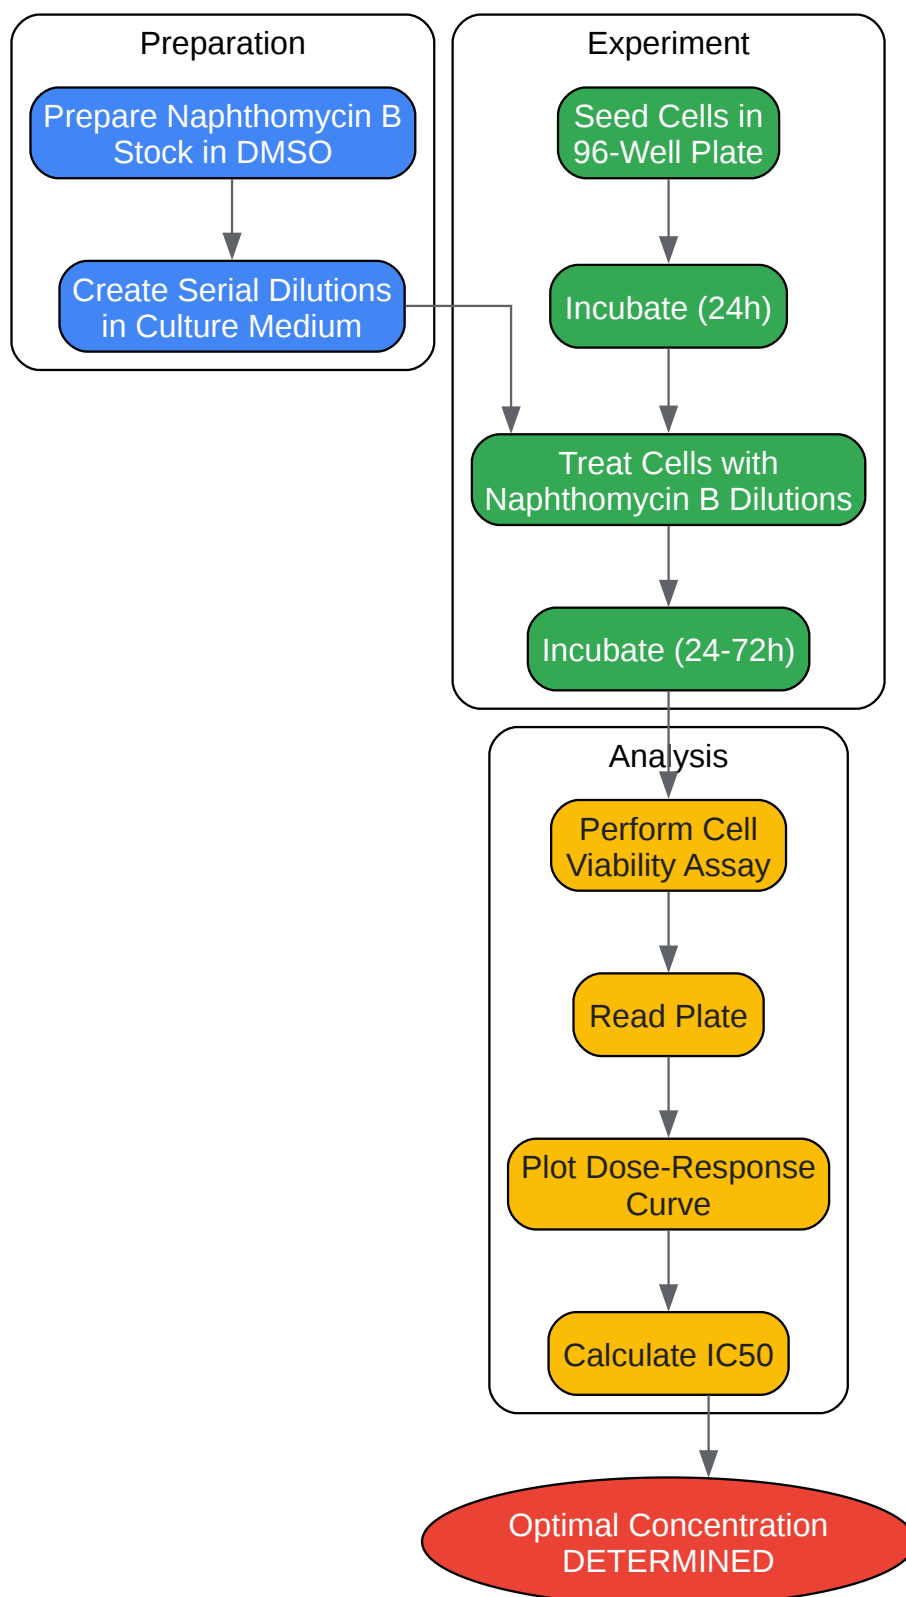 Preparation
Prepare Naphthomycin B
Stock in DMSO
Create Serial Dilutions
in Culture Medium
Experiment
Seed Cells in
96-Well Plate
Incubate (24h)
Treat Cells with
Naphthomycin B Dilutions
Incubate (24-72h)
Analysis
Perform Cell
Viability Assay
Read Plate
Plot Dose-Response
Curve
Calculate IC50
Optimal Concentration
DETERMINED